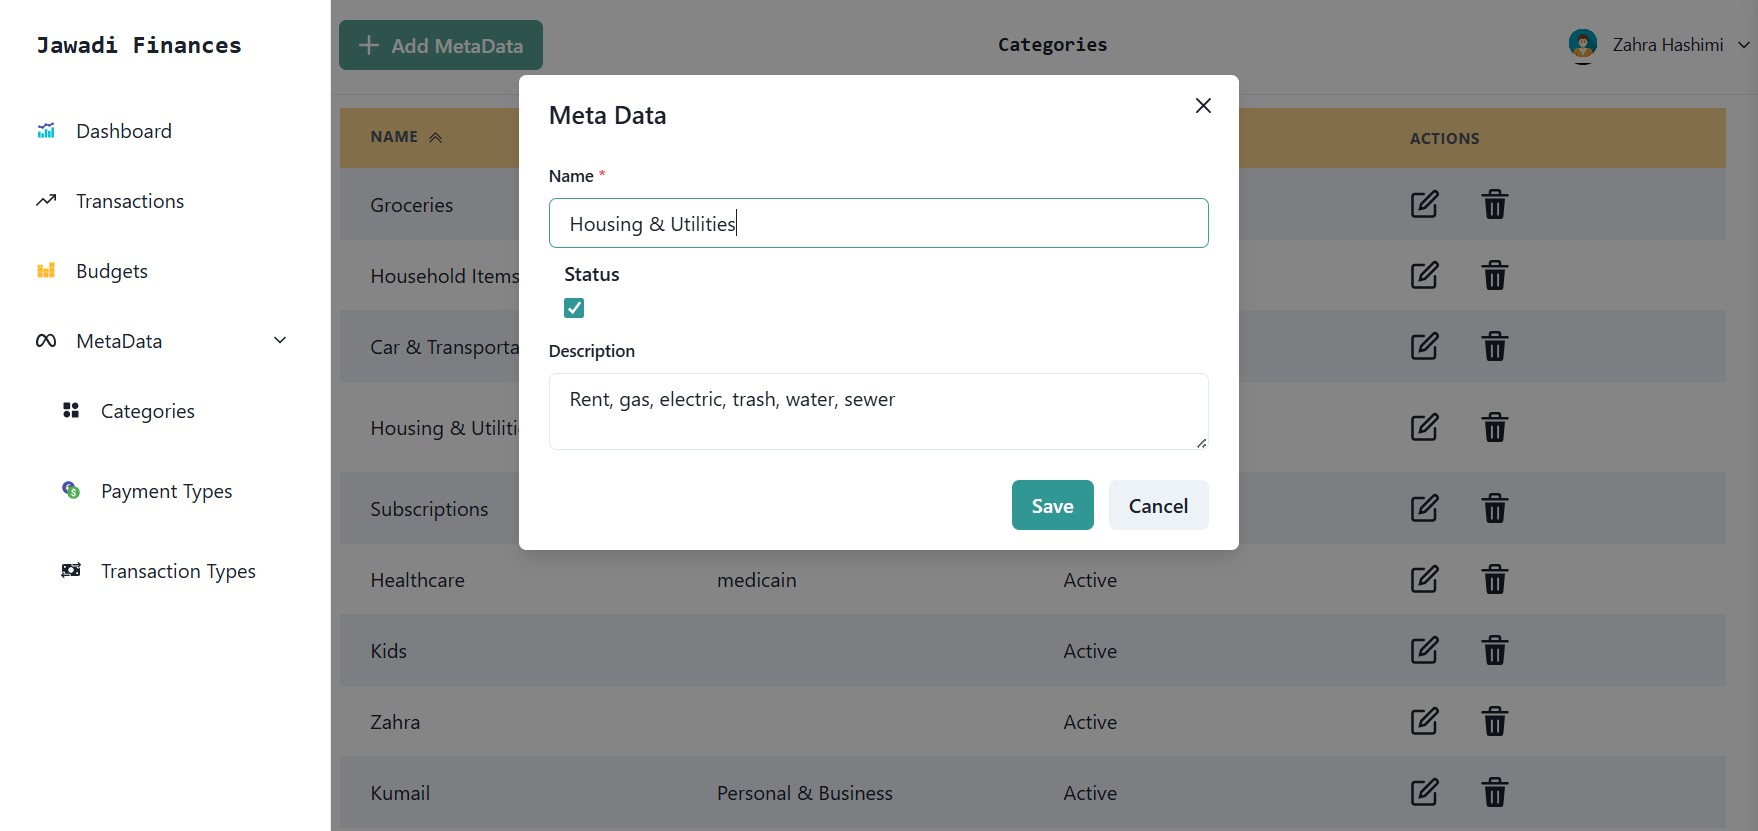 Jawadi Finances
Dashboard
Transactions
Budgets
MetaData
Categories
Payment Types
Transaction Types
Add MetaData
Categories
Zahra Hashimi
NAME
ACTIONS
Groceries
Household Items
Car & Transporta
Housing & Utiliti
Subscriptions
Healthcare medicain Active
Kids Active
Zahra Active
Kumail Personal & Business Active
Meta Data
Name *
Housing & Utilities
Status
Description
Rent, gas, electric, trash, water, sewer
Save
Cancel